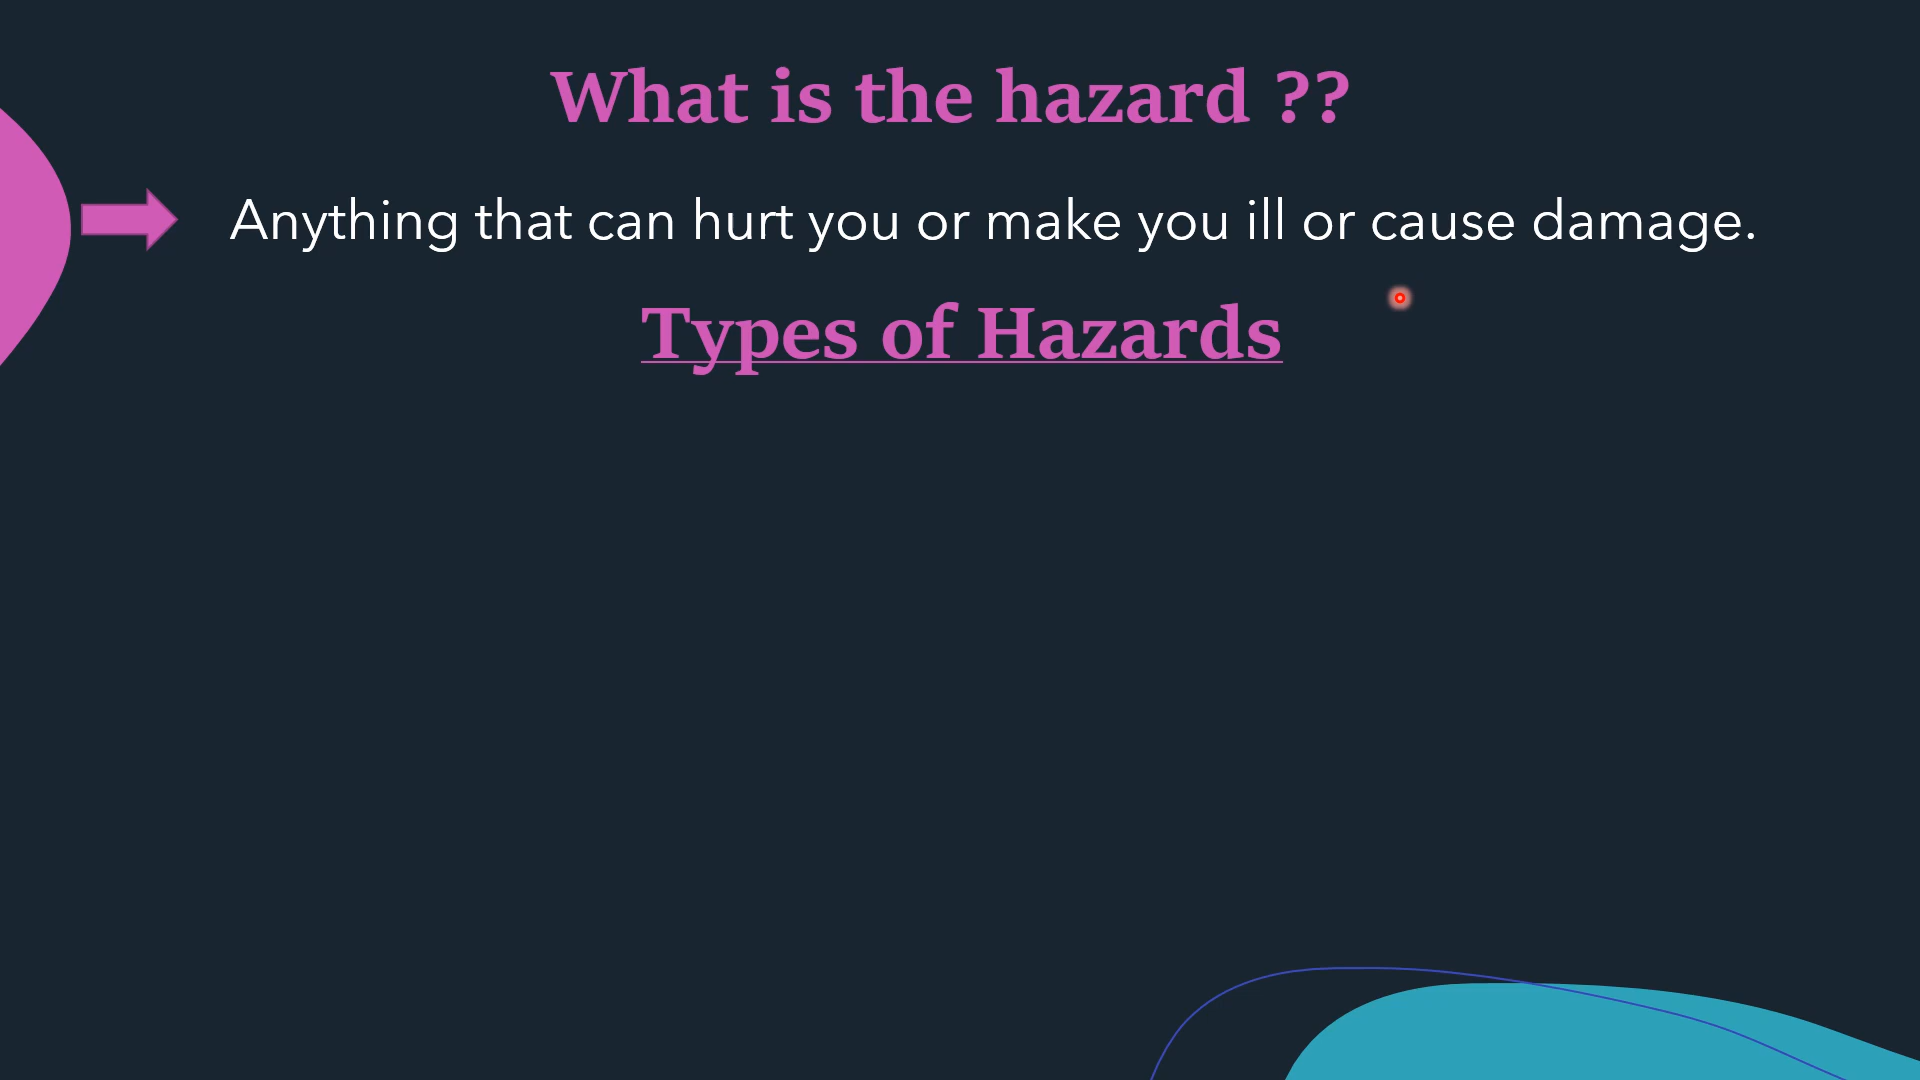 What is the hazard ??
Anything that can hurt you or make you ill or cause damage.
Types of Hazards